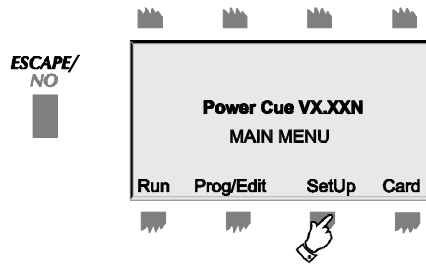 ESCAPE/
NO
Power Cue VX.XXN
MAIN MENU
Run Prog/Edit SetUp Card